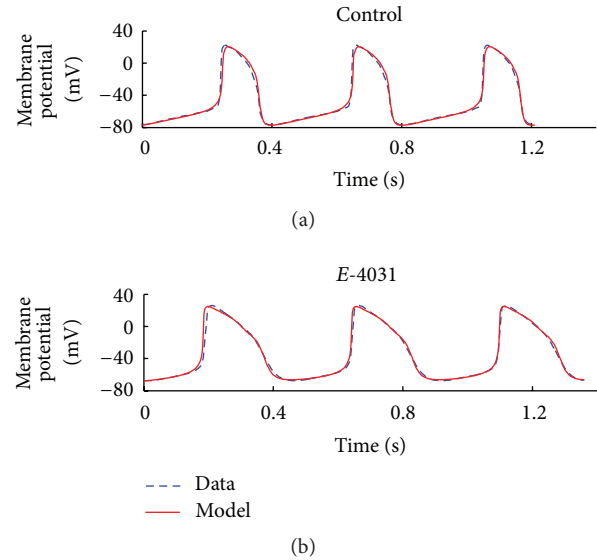 Control
Membrane
potential
(mV)
40
0
−40
−80
0 0.4 0.8 1.2
Time (s)
(a)
E-4031
Membrane
potential
(mV)
40
0
−40
−80
0 0.4 0.8 1.2
Time (s)
Data
Model
(b)